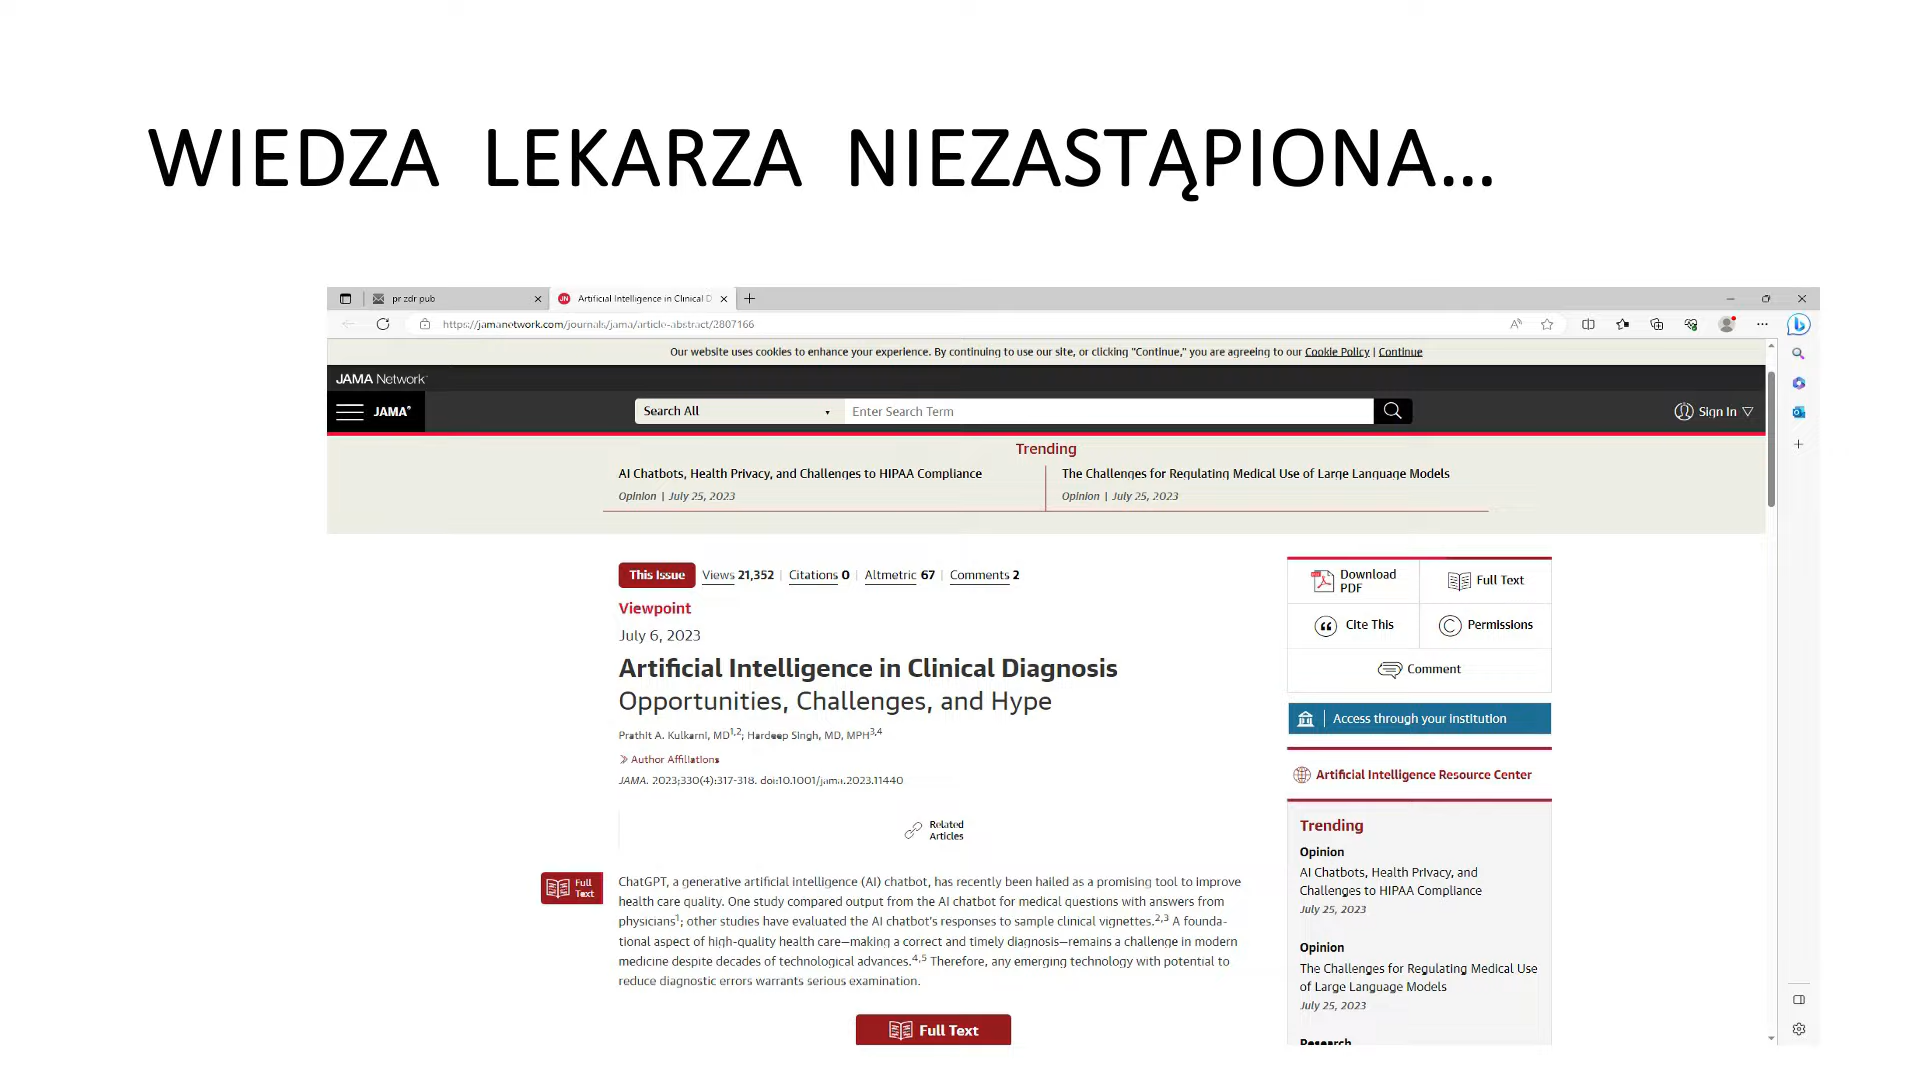 WIEDZA LEKARZA NIEZASTĄPIONA...
pr zdr pub
Artificial Intelligence in Clinical D
https://jamanetwork.com/journals/jama/article-abstract/2807166
Our website uses cookies to enhance your experience. By continuing to use our site, or clicking "Continue," you are agreeing to our Cookie Policy | Continue
JAMA Network
JAMA®
Search All
Enter Search Term
Sign In
Trending
AI Chatbots, Health Privacy, and Challenges to HIPAA Compliance
Opinion | July 25, 2023
The Challenges for Regulating Medical Use of Large Language Models
Opinion | July 25, 2023
This Issue
Views 21,352
Citations 0
Altmetric 67
Comments 2
Viewpoint
July 6, 2023
Artificial Intelligence in Clinical Diagnosis
Opportunities, Challenges, and Hype
Prathit A. Kulkarni, MD1,2; Hardeep Singh, MD, MPH3,4
Author Affiliations
JAMA. 2023;330(4):317-318. doi:10.1001/jama.2023.11440
Related
Articles
Full
Text
ChatGPT, a generative artificial intelligence (AI) chatbot, has recently been hailed as a promising tool to improve
health care quality. One study compared output from the AI chatbot for medical questions with answers from
physicians1; other studies have evaluated the AI chatbot's responses to sample clinical vignettes.2,3 A founda-
tional aspect of high-quality health care—making a correct and timely diagnosis—remains a challenge in modern
medicine despite decades of technological advances.4,5 Therefore, any emerging technology with potential to
reduce diagnostic errors warrants serious examination.
Full Text
Download
PDF
Full Text
Cite This
Permissions
Comment
Access through your institution
Artificial Intelligence Resource Center
Trending
Opinion
AI Chatbots, Health Privacy, and
Challenges to HIPAA Compliance
July 25, 2023
Opinion
The Challenges for Regulating Medical Use
of Large Language Models
July 25, 2023
Research